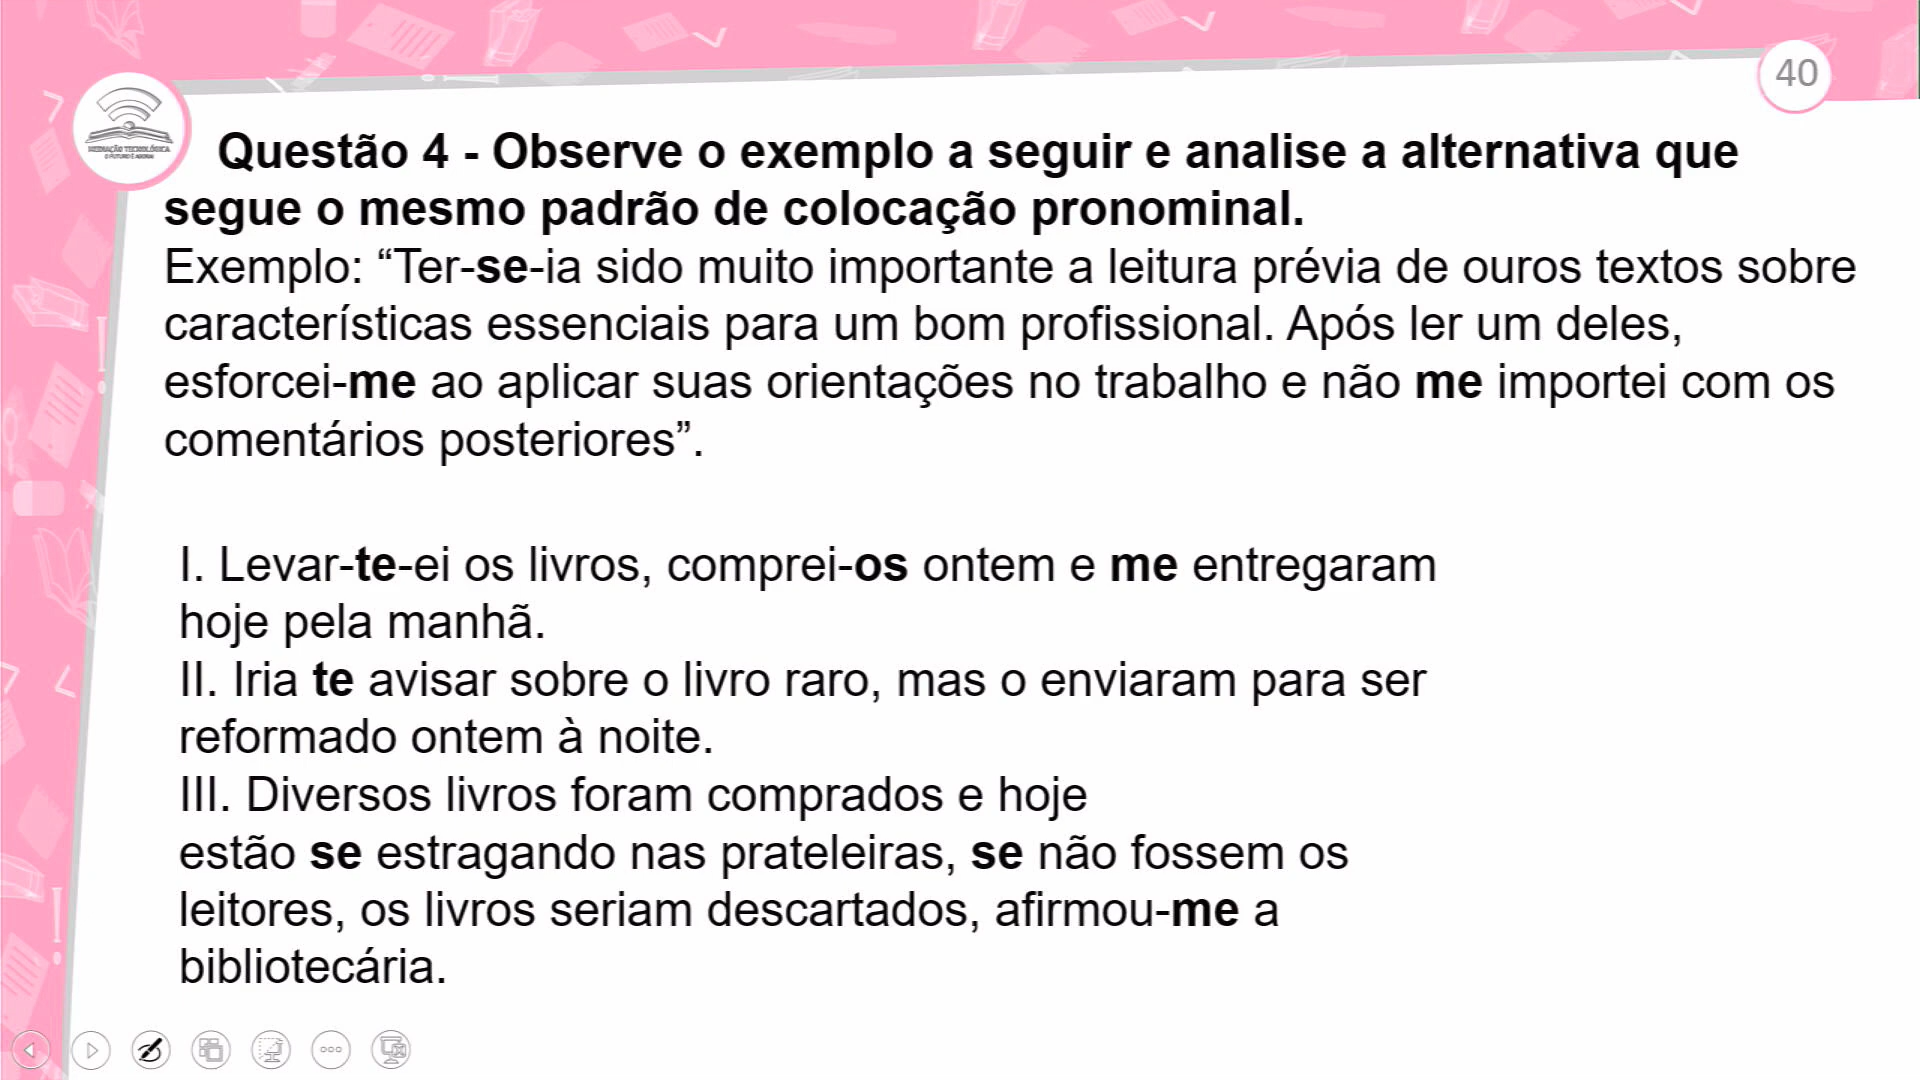 40
MEDIAÇÃO TECNOLÓGICA
O FUTURO É AGORA!
Questão 4 - Observe o exemplo a seguir e analise a alternativa que
segue o mesmo padrão de colocação pronominal.
Exemplo: “Ter-se-ia sido muito importante a leitura prévia de ouros textos sobre
características essenciais para um bom profissional. Após ler um deles,
esforcei-me ao aplicar suas orientações no trabalho e não me importei com os
comentários posteriores”.
I. Levar-te-ei os livros, comprei-os ontem e me entregaram
hoje pela manhã.
II. Iria te avisar sobre o livro raro, mas o enviaram para ser
reformado ontem à noite.
III. Diversos livros foram comprados e hoje
estão se estragando nas prateleiras, se não fossem os
leitores, os livros seriam descartados, afirmou-me a
bibliotecária.